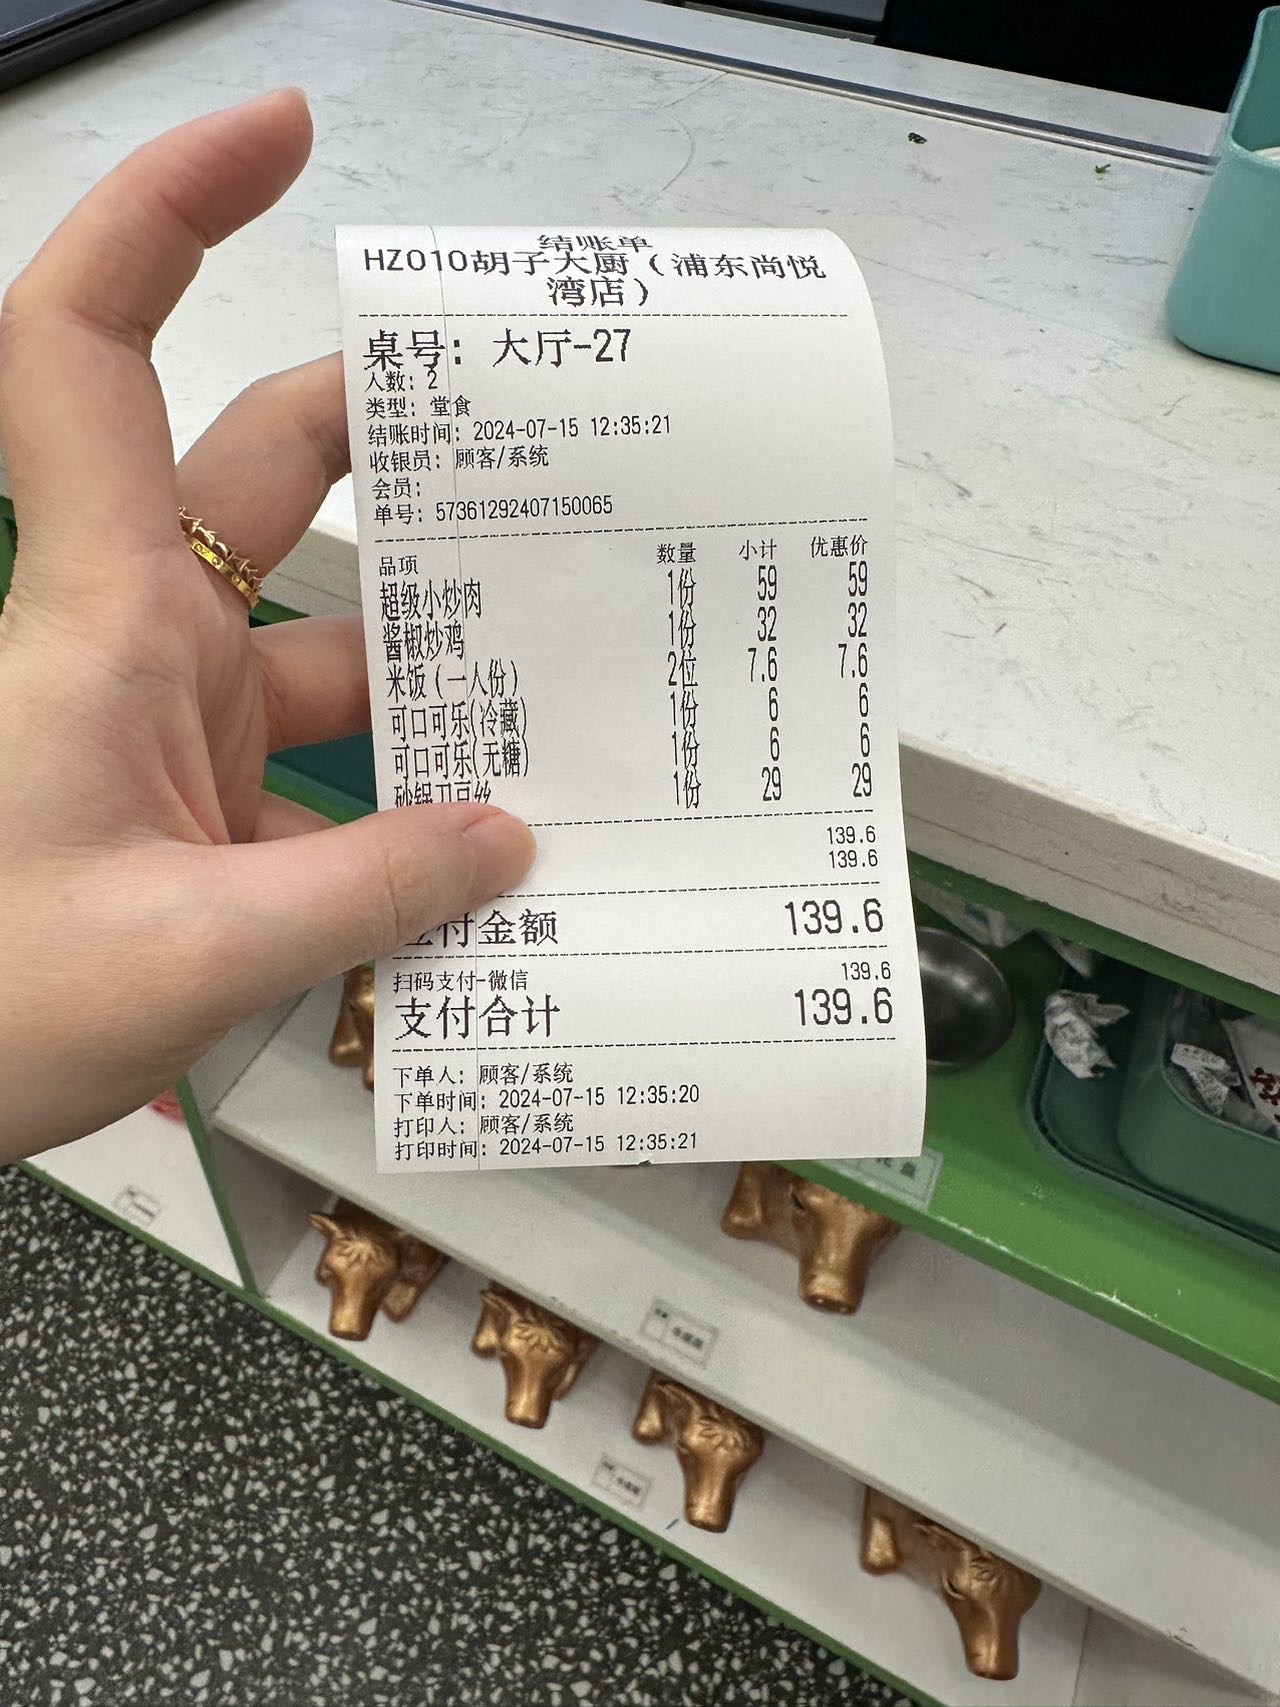 结账单
HZ010胡子大厨（浦东尚悦
湾店）
桌号：大厅-27
人数：2
类型：堂食
结账时间：2024-07-15 12:35:21
收银员：顾客/系统
会员：
单号：57361292407150065
品项 数量 小计 优惠价
超级小炒肉 1份 59 59
酱椒炒鸡 1份 32 32
米饭（一人份） 2位 7.6 7.6
可口可乐(冷藏) 1份 6 6
可口可乐(无糖) 1份 6 6
砂锅刀豆丝 1份 29 29
139.6
139.6
付金额 139.6
扫码支付-微信 139.6
支付合计 139.6
下单人：顾客/系统
下单时间：2024-07-15 12:35:20
打印人：顾客/系统
打印时间：2024-07-15 12:35:21